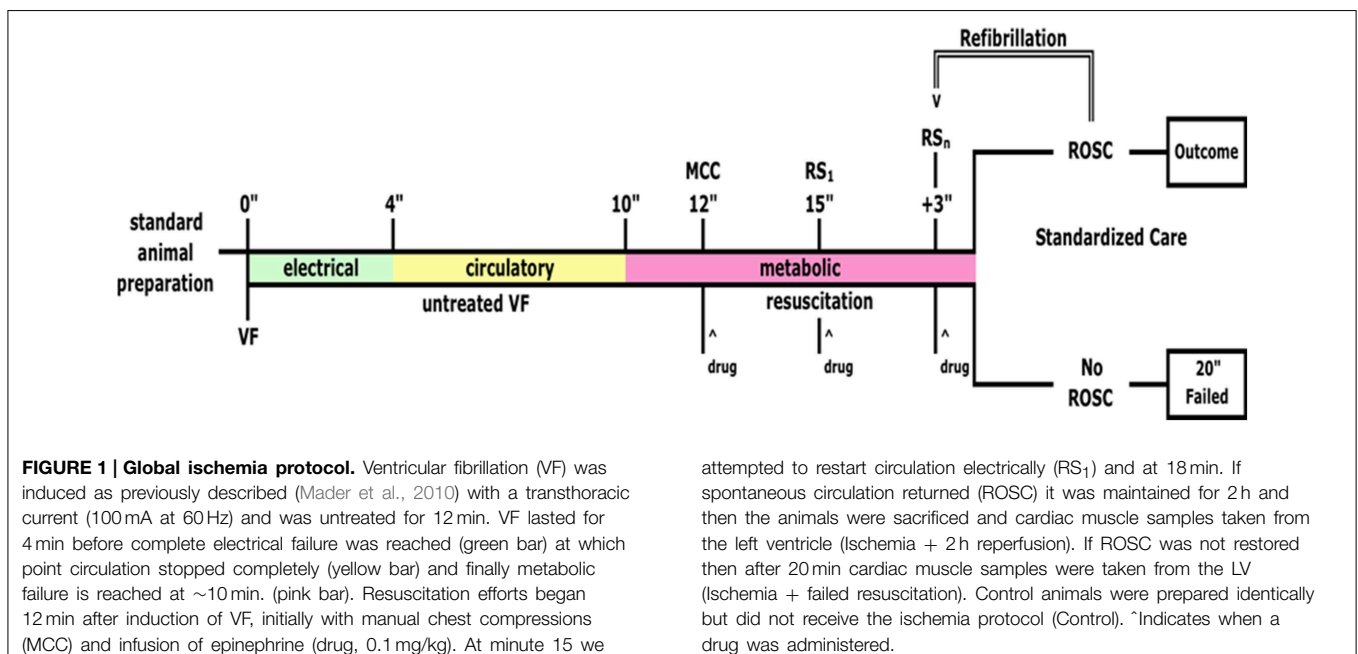 Refibrillation
v
RSₙ
ROSC
Outcome
MCC
RS₁
0"
4"
10"
12"
15"
+3"
standard
animal
preparation
Standardized Care
electrical
circulatory
metabolic
untreated VF
resuscitation
VF
^
drug
^
drug
^
drug
No
ROSC
20"
Failed
FIGURE 1 | Global ischemia protocol. Ventricular fibrillation (VF) was
induced as previously described (Mader et al., 2010) with a transthoracic
current (100 mA at 60 Hz) and was untreated for 12 min. VF lasted for
4 min before complete electrical failure was reached (green bar) at which
point circulation stopped completely (yellow bar) and finally metabolic
failure is reached at ~10 min. (pink bar). Resuscitation efforts began
12 min after induction of VF, initially with manual chest compressions
(MCC) and infusion of epinephrine (drug, 0.1 mg/kg). At minute 15 we
attempted to restart circulation electrically (RS₁) and at 18 min. If
spontaneous circulation returned (ROSC) it was maintained for 2 h and
then the animals were sacrificed and cardiac muscle samples taken from
the left ventricle (Ischemia + 2 h reperfusion). If ROSC was not restored
then after 20 min cardiac muscle samples were taken from the LV
(Ischemia + failed resuscitation). Control animals were prepared identically
but did not receive the ischemia protocol (Control). ^Indicates when a
drug was administered.